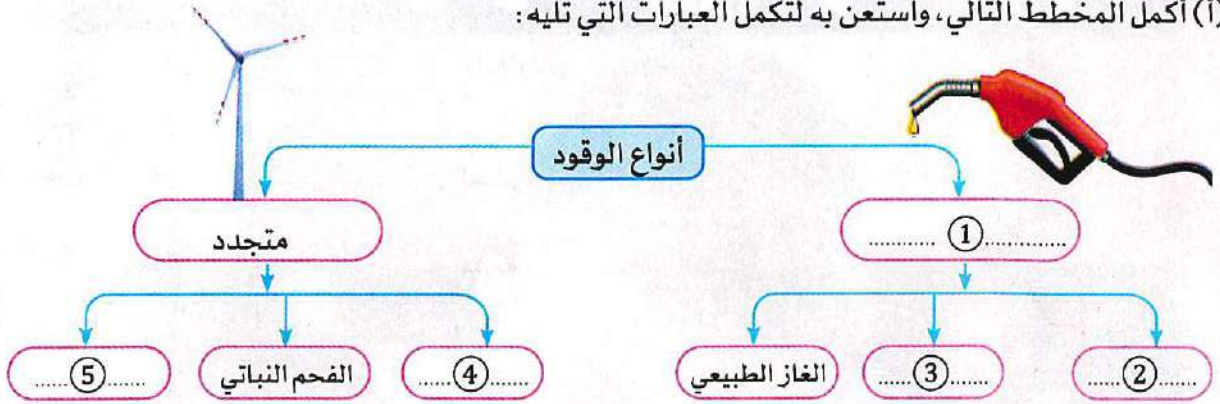 (أ) أكمل المخطط التالي، واستعن به لتكمل العبارات التي تليه:
أنواع الوقود
.......... ① ............
متجدد
......②......
......③......
الغاز الطبيعي
......④......
الفحم النباتي
......⑤......